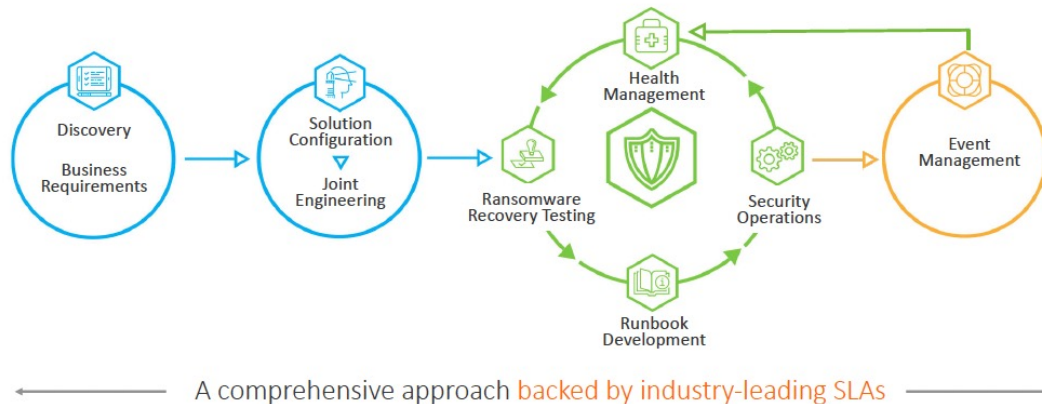 Discovery
Business
Requirements
Solution
Configuration
Joint
Engineering
Health
Management
Ransomware
Recovery Testing
Security
Operations
Runbook
Development
Event
Management
A comprehensive approach backed by industry-leading SLAs